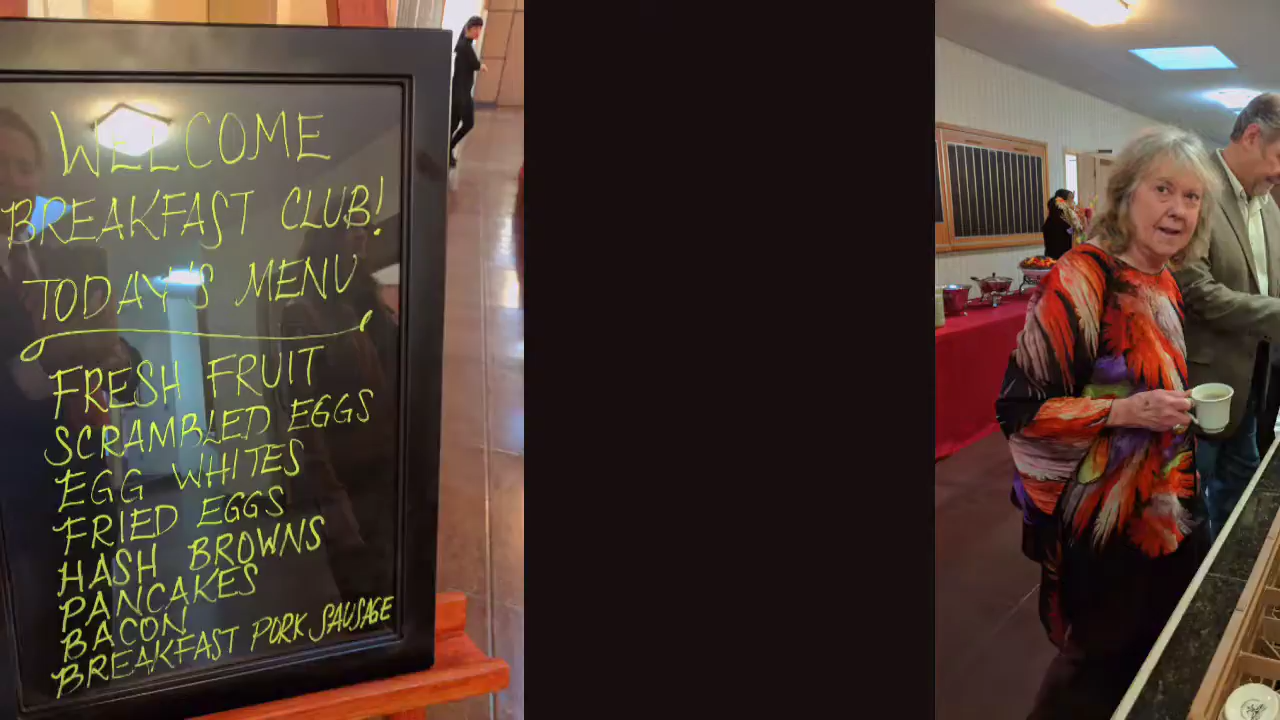 WELCOME
BREAKFAST CLUB!
TODAY'S MENU
FRESH FRUIT
SCRAMBLED EGGS
EGG WHITES
FRIED EGGS
HASH BROWNS
PANCAKES
BACON
BREAKFAST PORK SAUSAGE